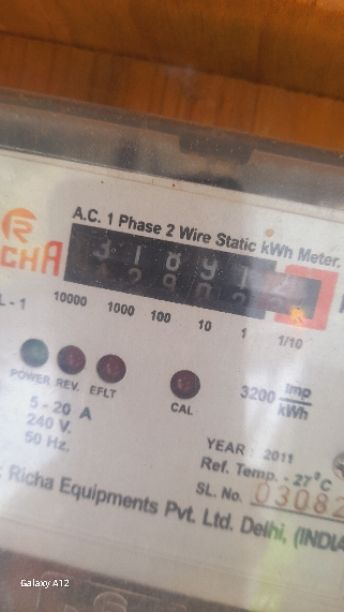 A.C. 1 Phase 2 Wire Static kWh Meter.
RICHA
10000 1000 100 10 1 1/10
POWER REV. EFLT CAL
3200 Imp/kWh
5 - 20 A
240 V.
50 Hz.
YEAR : 2011
Ref. Temp. - 27°C
SL. No. 03082
Richa Equipments Pvt. Ltd. Delhi, (INDIA
Galaxy A12